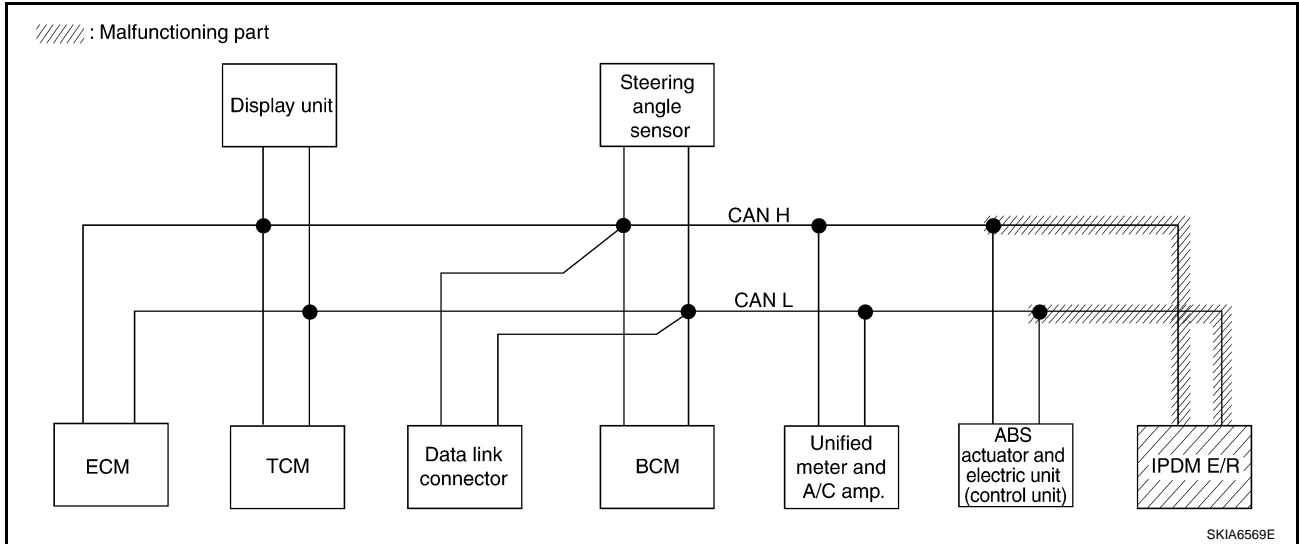 : Malfunctioning part
Display unit
Steering
angle
sensor
CAN H
CAN L
ECM
TCM
Data link
connector
BCM
Unified
meter and
A/C amp.
ABS
actuator and
electric unit
(control unit)
IPDM E/R
SKIA6569E